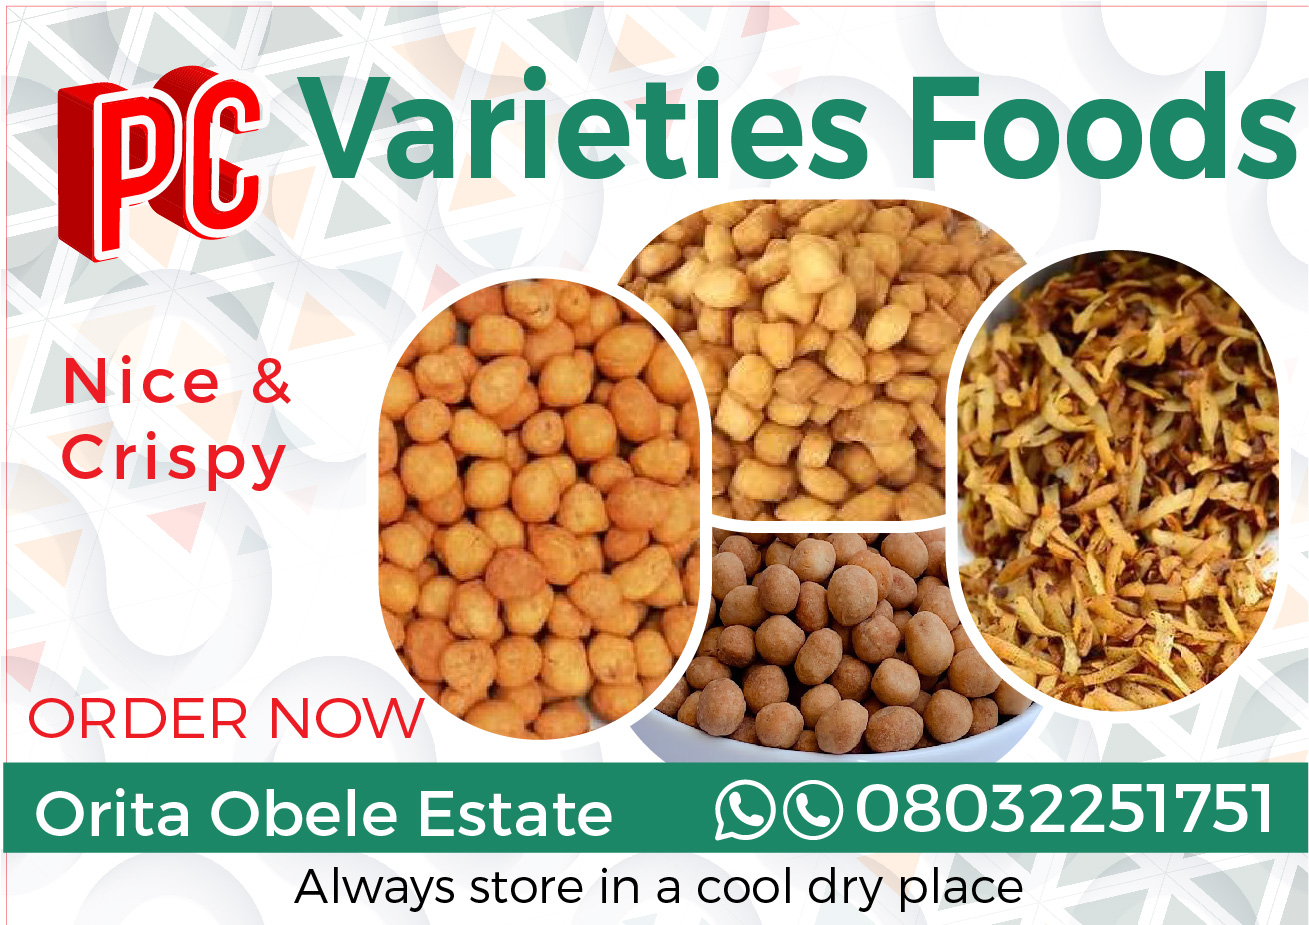 PC Varieties Foods
Nice &
Crispy
ORDER NOW
Orita Obele Estate
08032251751
Always store in a cool dry place